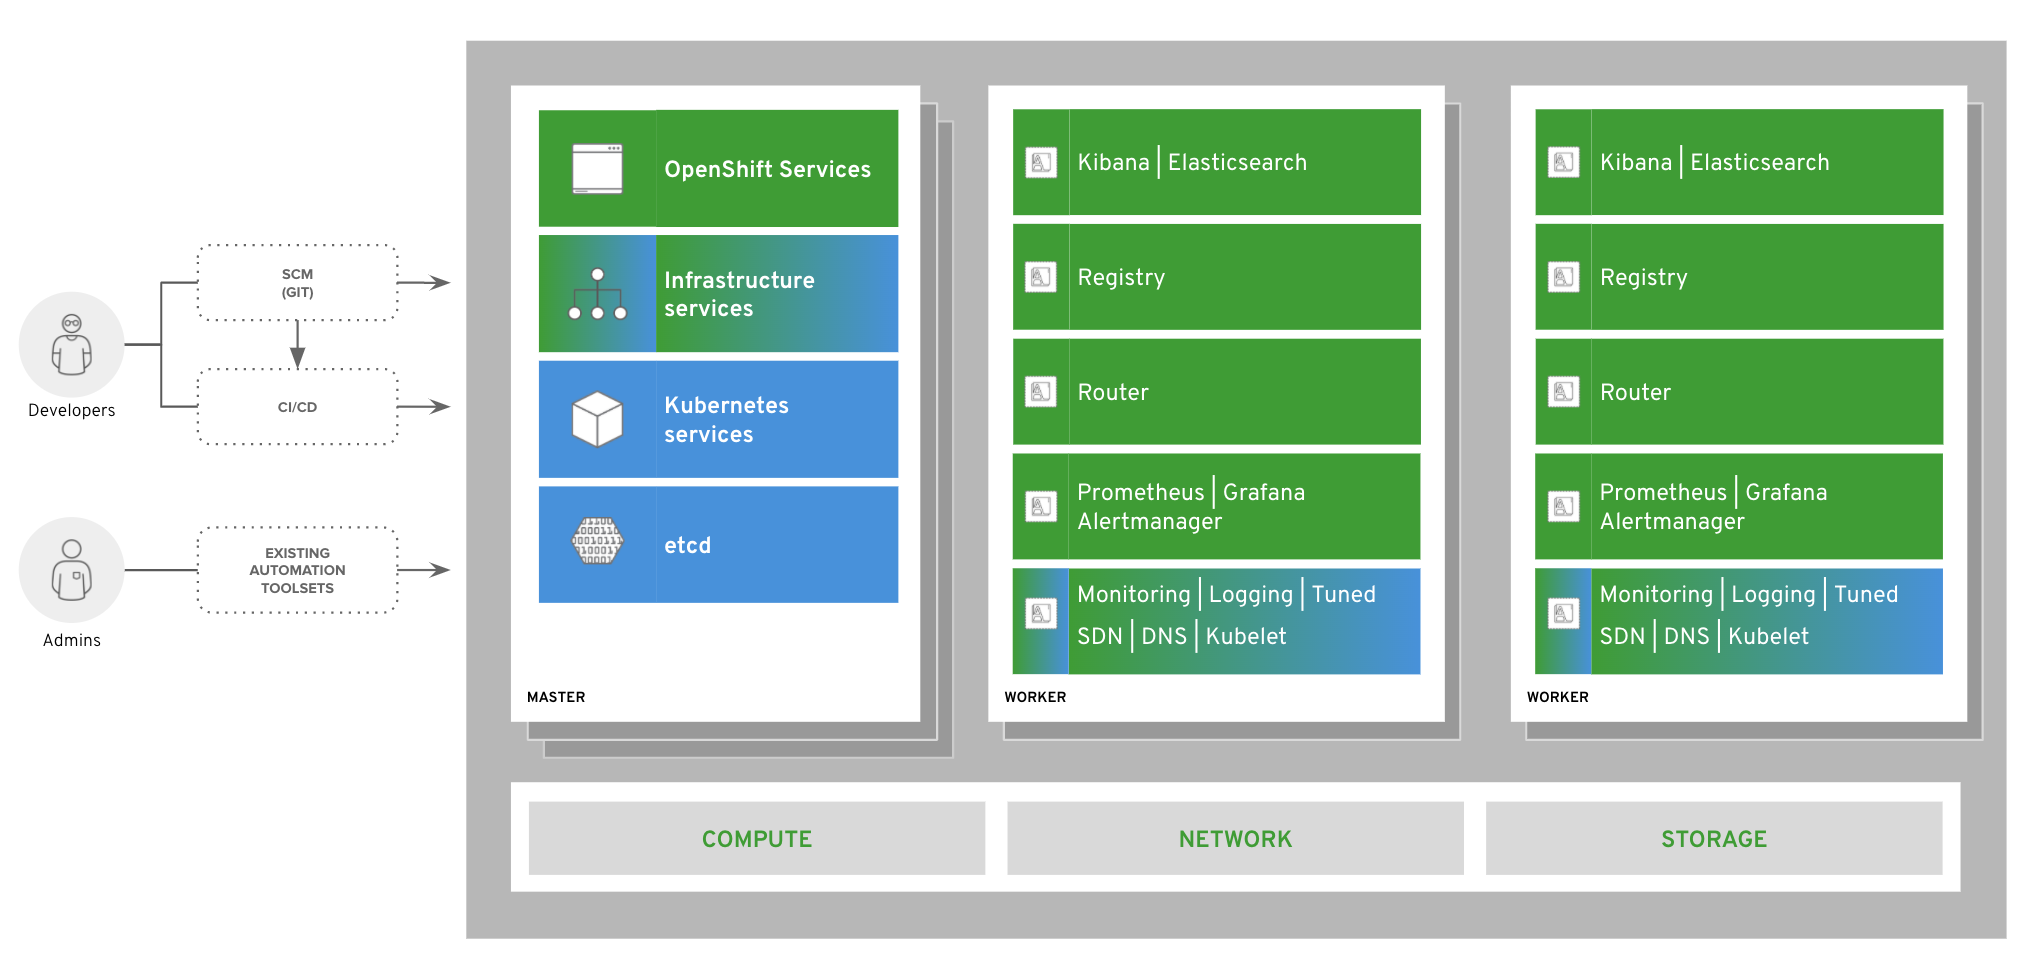 Developers
SCM
(GIT)
CI/CD
Admins
EXISTING
AUTOMATION
TOOLSETS
OpenShift Services
Infrastructure
services
Kubernetes
services
etcd
MASTER
Kibana | Elasticsearch
Registry
Router
Prometheus | Grafana
Alertmanager
Monitoring | Logging | Tuned
SDN | DNS | Kubelet
WORKER
Kibana | Elasticsearch
Registry
Router
Prometheus | Grafana
Alertmanager
Monitoring | Logging | Tuned
SDN | DNS | Kubelet
WORKER
COMPUTE
NETWORK
STORAGE